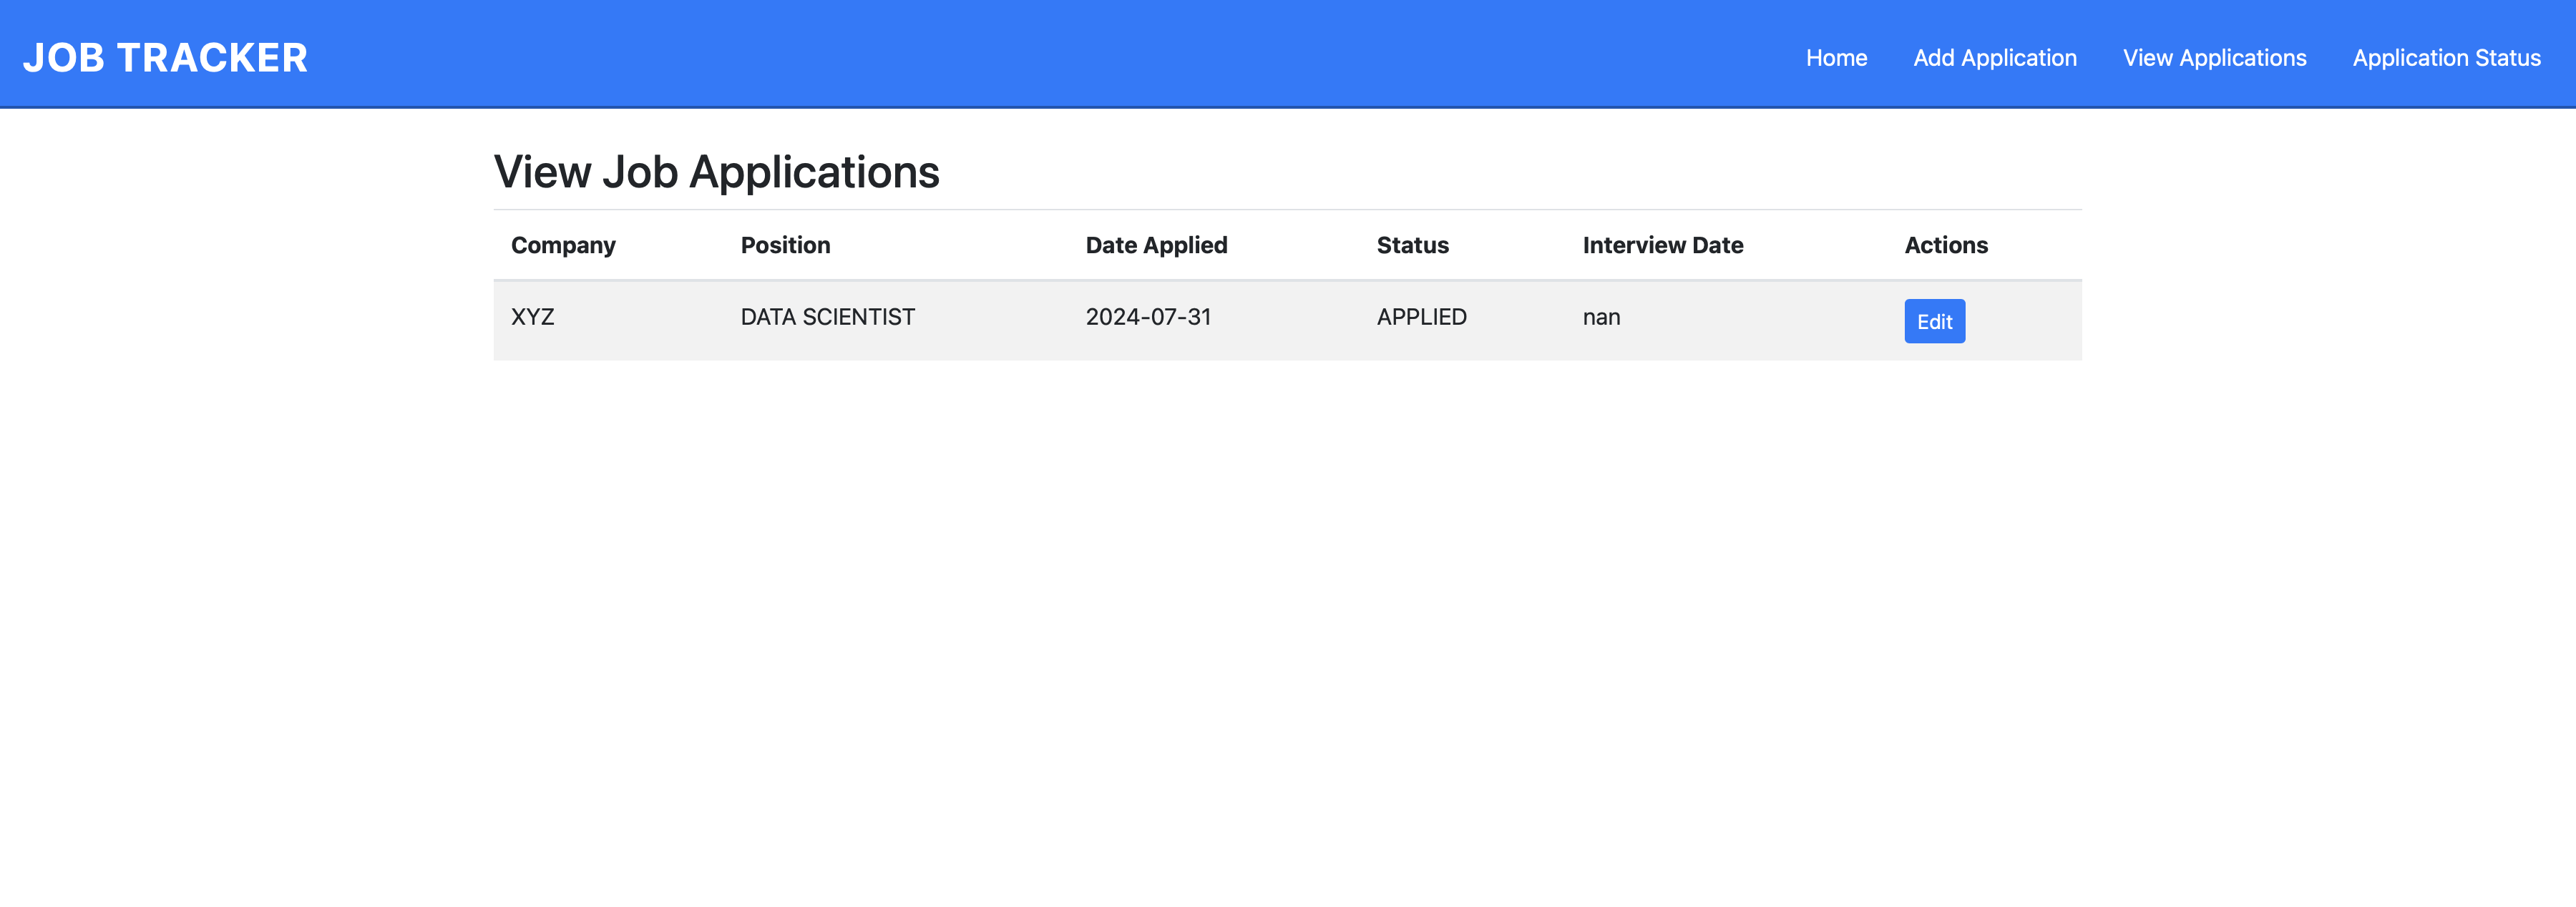 JOB TRACKER Home Add Application View Applications Application Status
View Job Applications
Company Position Date Applied Status Interview Date Actions
XYZ DATA SCIENTIST 2024-07-31 APPLIED nan Edit